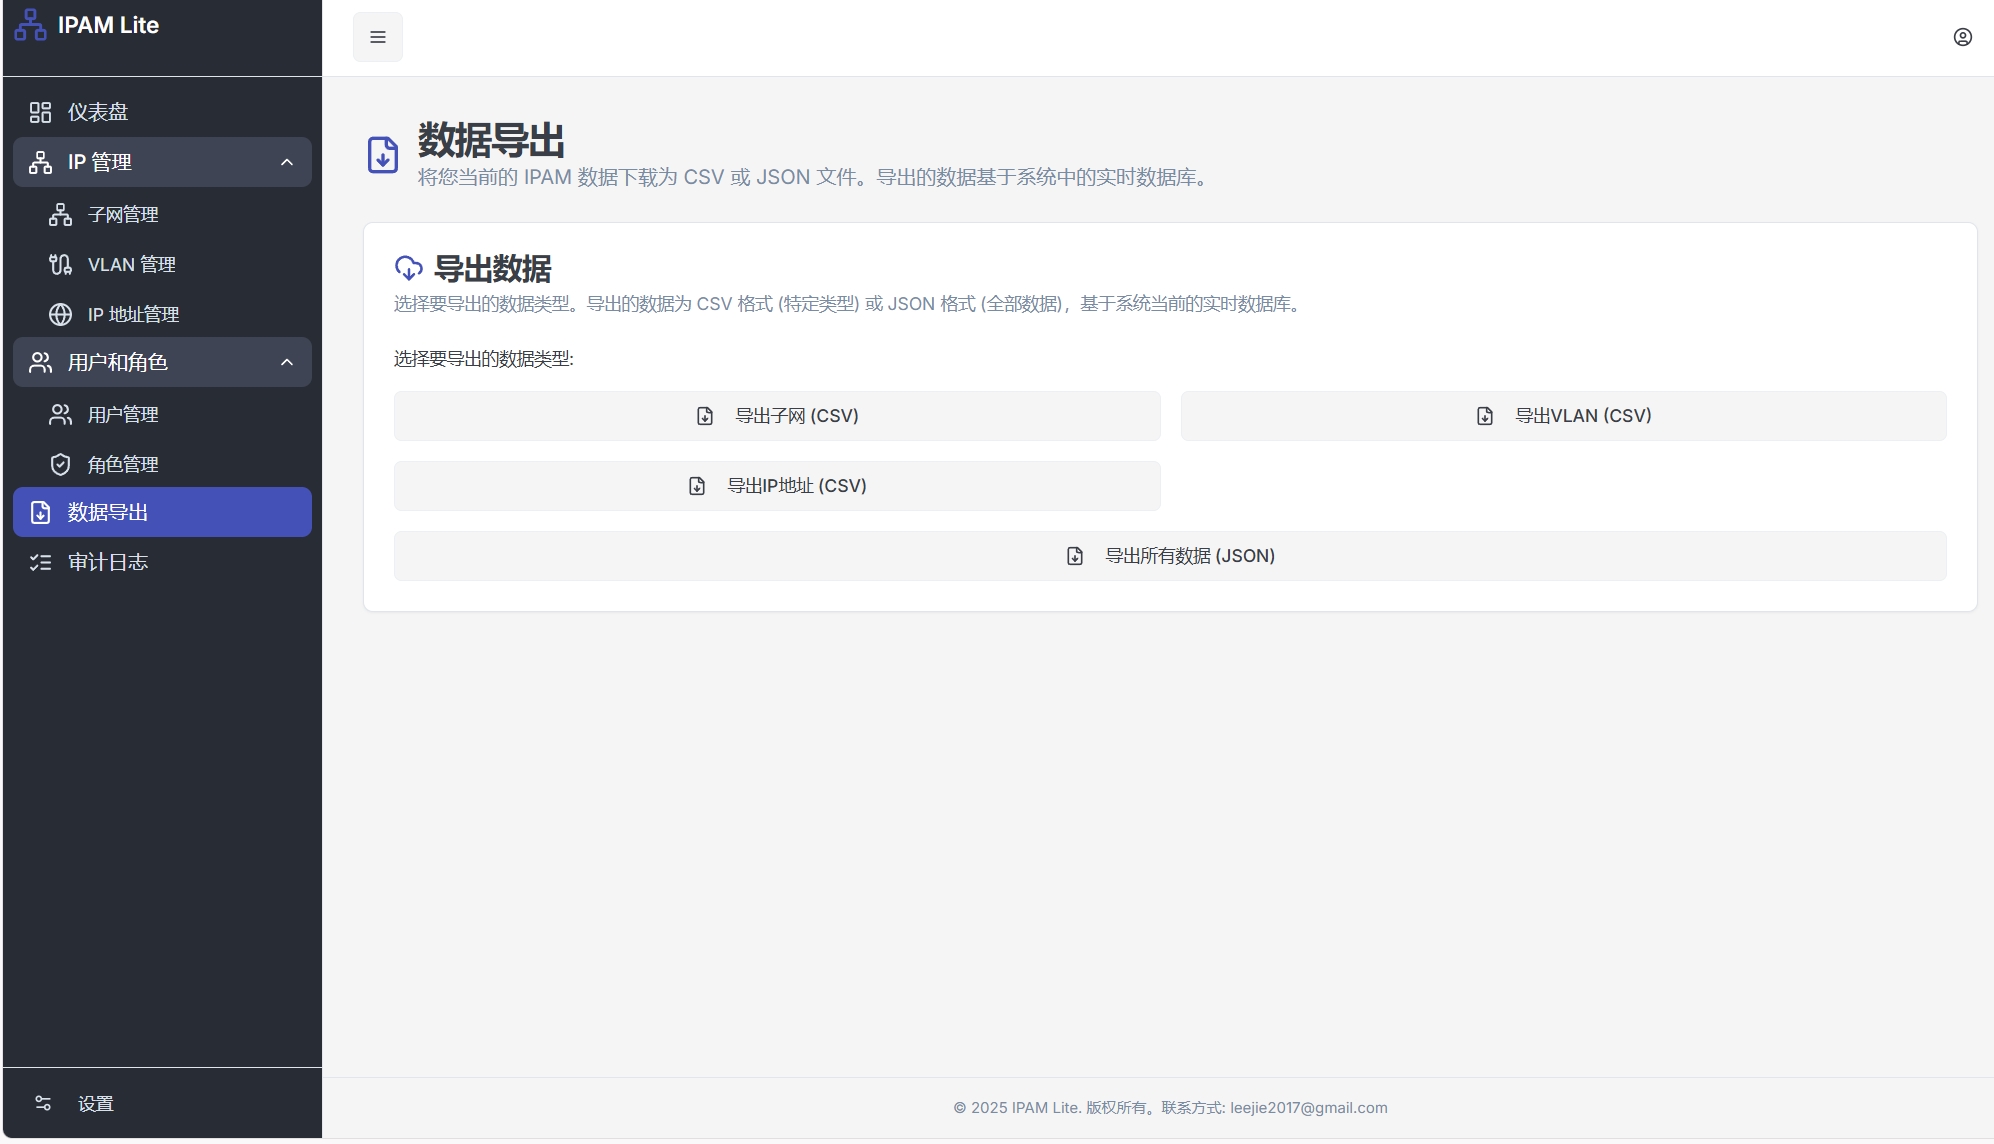 IPAM Lite
仪表盘
IP 管理
子网管理
VLAN 管理
IP 地址管理
用户和角色
用户管理
角色管理
数据导出
审计日志
设置
数据导出
将您当前的 IPAM 数据下载为 CSV 或 JSON 文件。导出的数据基于系统中的实时数据库。
导出数据
选择要导出的数据类型。导出的数据为 CSV 格式 (特定类型) 或 JSON 格式 (全部数据)，基于系统当前的实时数据库。
选择要导出的数据类型:
导出子网 (CSV)
导出VLAN (CSV)
导出IP地址 (CSV)
导出所有数据 (JSON)
© 2025 IPAM Lite. 版权所有。联系方式: leejie2017@gmail.com